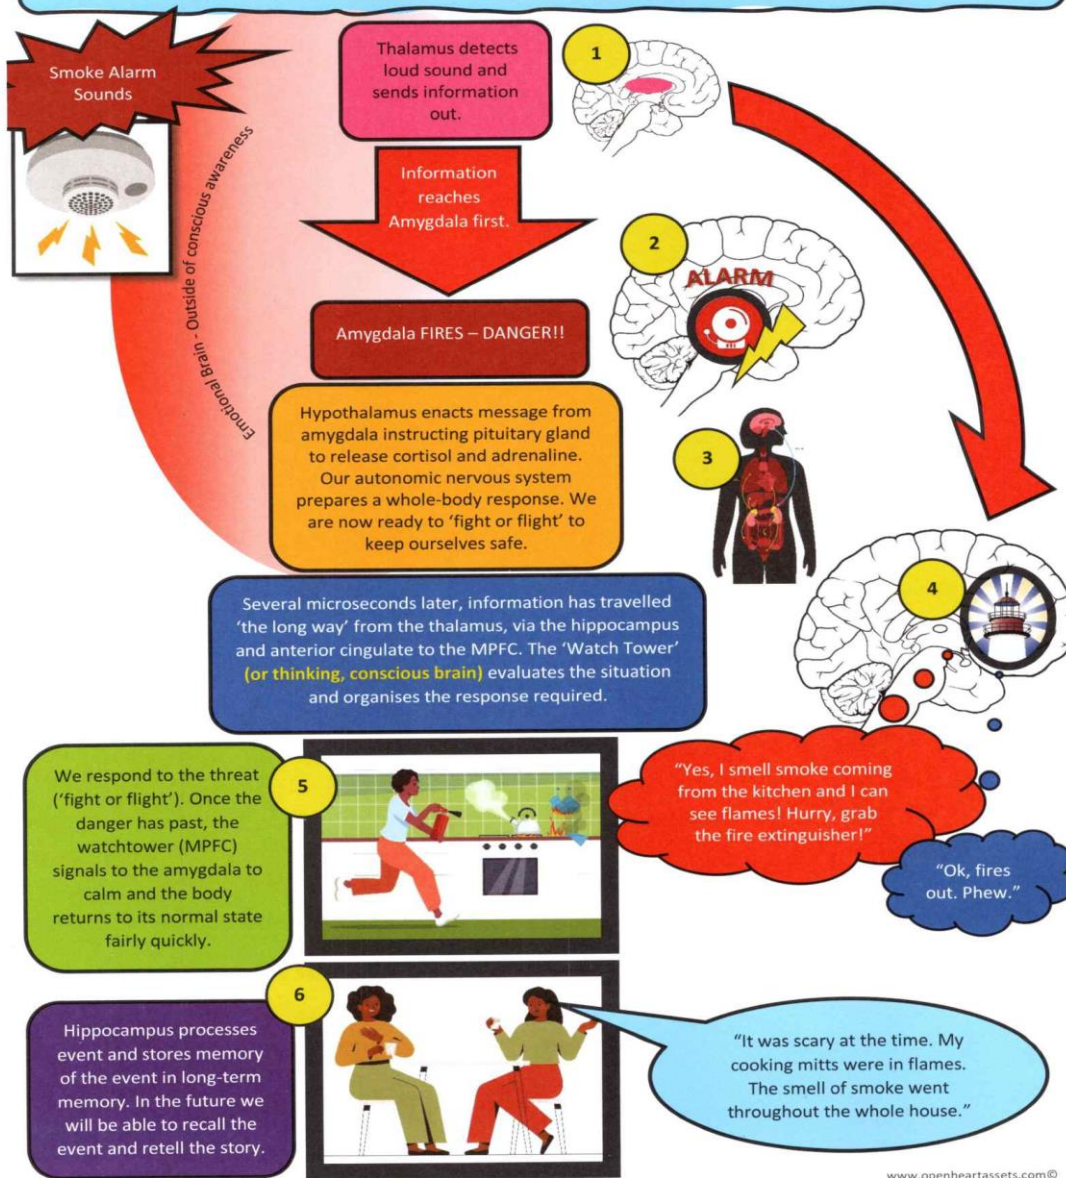 Smoke Alarm
Sounds
Emotional Brain - Outside of conscious awareness
Thalamus detects
loud sound and
sends information
out.
1
Information
reaches
Amygdala first.
2
ALARM
Amygdala FIRES – DANGER!!
Hypothalamus enacts message from
amygdala instructing pituitary gland
to release cortisol and adrenaline.
Our autonomic nervous system
prepares a whole-body response. We
are now ready to 'fight or flight' to
keep ourselves safe.
3
Several microseconds later, information has travelled
'the long way' from the thalamus, via the hippocampus
and anterior cingulate to the MPFC. The 'Watch Tower'
(or thinking, conscious brain) evaluates the situation
and organises the response required.
4
We respond to the threat
('fight or flight'). Once the
danger has past, the
watchtower (MPFC)
signals to the amygdala to
calm and the body
returns to its normal state
fairly quickly.
5
"Yes, I smell smoke coming
from the kitchen and I can
see flames! Hurry, grab
the fire extinguisher!"
"Ok, fires
out. Phew."
Hippocampus processes
event and stores memory
of the event in long-term
memory. In the future we
will be able to recall the
event and retell the story.
6
"It was scary at the time. My
cooking mitts were in flames.
The smell of smoke went
throughout the whole house."
www.openheartassets.com©